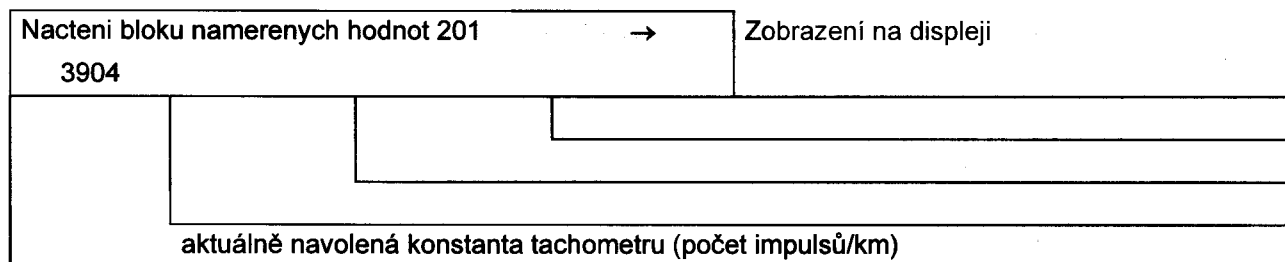 Nacteni bloku namerenych hodnot 201 → Zobrazení na displeji
3904
aktuálně navolená konstanta tachometru (počet impulsů/km)